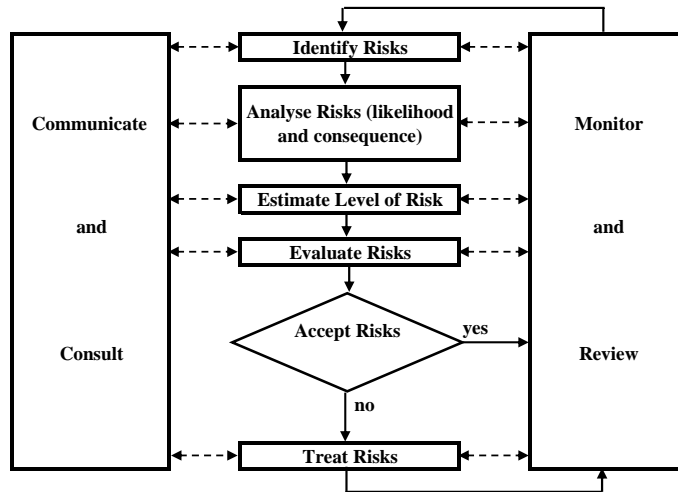 Identify Risks
Communicate
and
Consult
Analyse Risks (likelihood
and consequence)
Estimate Level of Risk
Evaluate Risks
Accept Risks
yes
no
Treat Risks
Monitor
and
Review